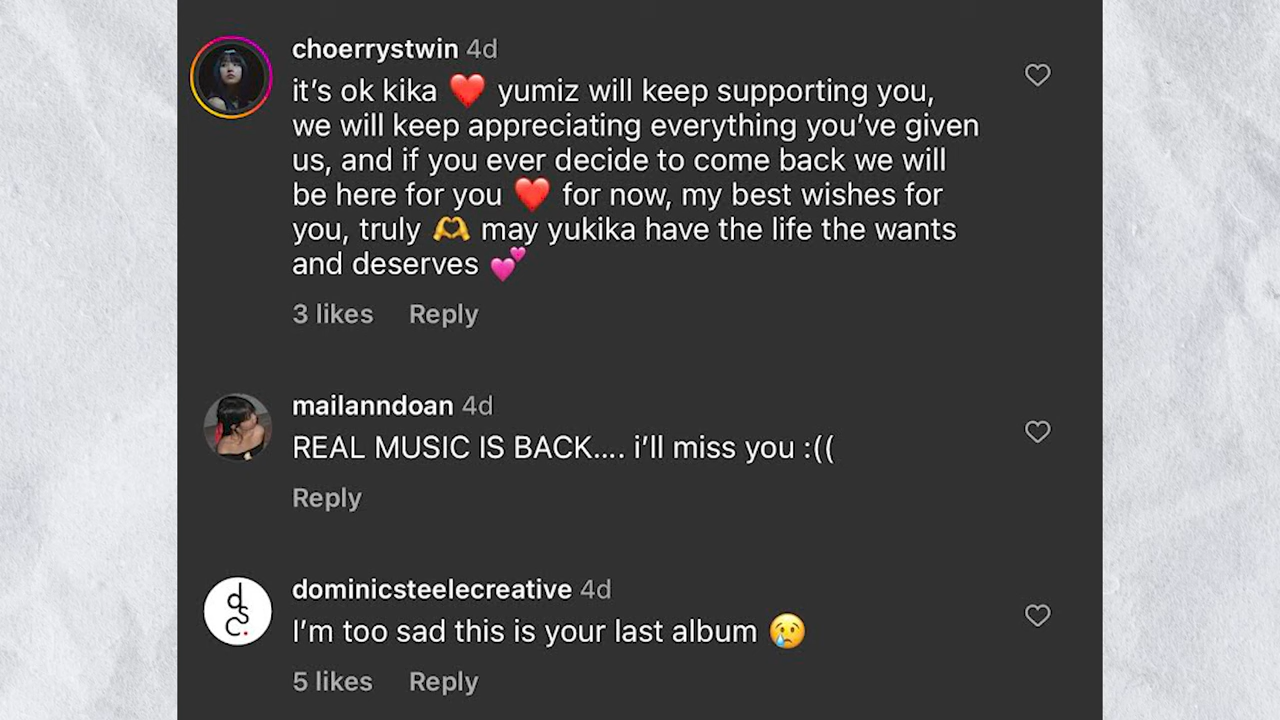 choerrystwin 4d
it's ok kika ❤️ yumiz will keep supporting you,
we will keep appreciating everything you've given
us, and if you ever decide to come back we will
be here for you ❤️ for now, my best wishes for
you, truly 🫶 may yukika have the life the wants
and deserves 💕
3 likes Reply
mailanndoan 4d
REAL MUSIC IS BACK.... i'll miss you :((
Reply
dsc.
dominicsteelecreative 4d
I'm too sad this is your last album 😢
5 likes Reply